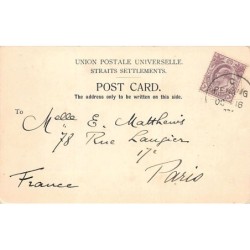 UNION POSTALE UNIVERSELLE.
STRAITS SETTLEMENTS.
POST CARD.
The address only to be written on this side.
To
Melle E. Matthews
78 Rue Laugier
17e
Paris
France